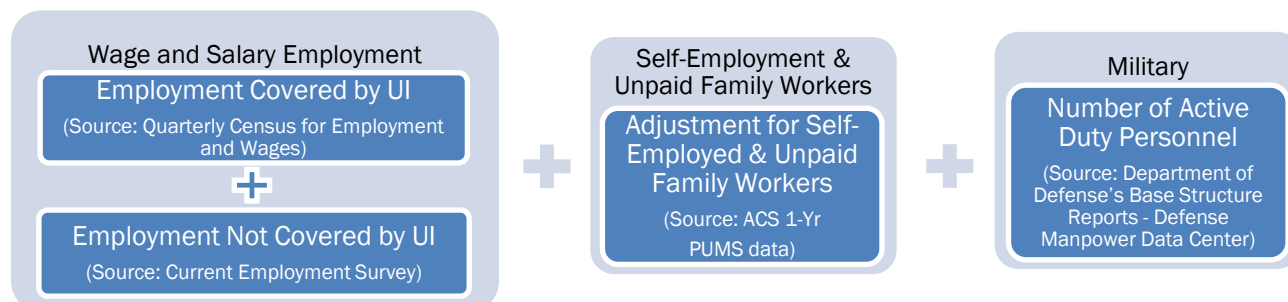 Wage and Salary Employment
Employment Covered by UI
(Source: Quarterly Census for Employment
and Wages)
+
Employment Not Covered by UI
(Source: Current Employment Survey)
+
Self-Employment &
Unpaid Family Workers
Adjustment for Self-
Employed & Unpaid
Family Workers
(Source: ACS 1-Yr
PUMS data)
+
Military
Number of Active
Duty Personnel
(Source: Department of
Defense’s Base Structure
Reports - Defense
Manpower Data Center)